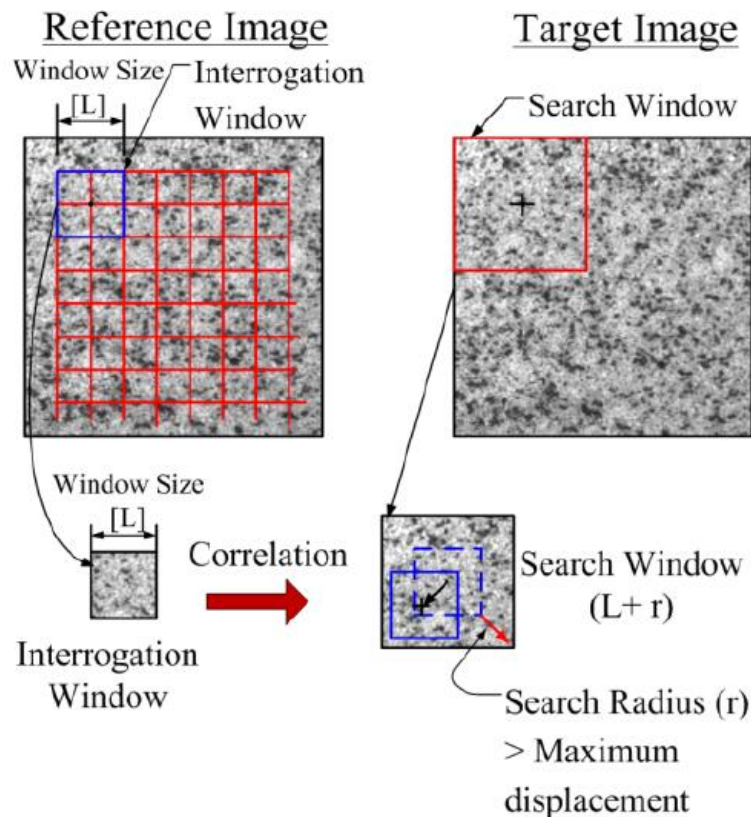 Reference Image
Target Image
Window Size
[L]
Interrogation
Window
Search Window
Window Size
[L]
Correlation
Interrogation
Window
Search Window
(L+ r)
Search Radius (r)
> Maximum
displacement